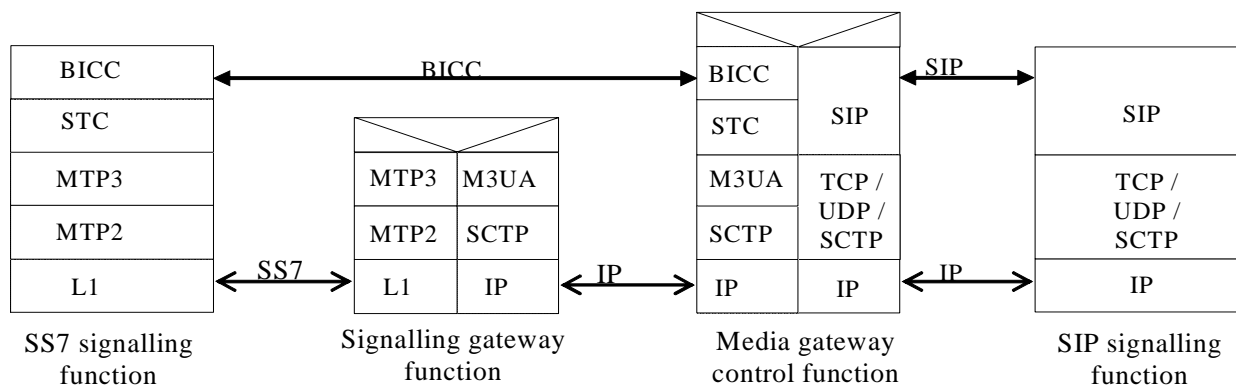 BICC
STC
MTP3
MTP2
L1
SS7 signalling
function
BICC
SS7
MTP3
M3UA
MTP2
SCTP
L1
IP
Signalling gateway
function
IP
BICC
STC
M3UA
SCTP
IP
SIP
TCP /
UDP /
SCTP
IP
Media gateway
control function
SIP
IP
SIP
TCP /
UDP /
SCTP
IP
SIP signalling
function